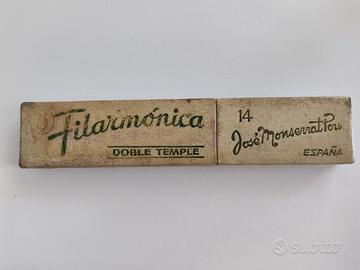 Filarmónica
DOBLE TEMPLE
14
José Monserrat Pou
ESPAÑA
subito